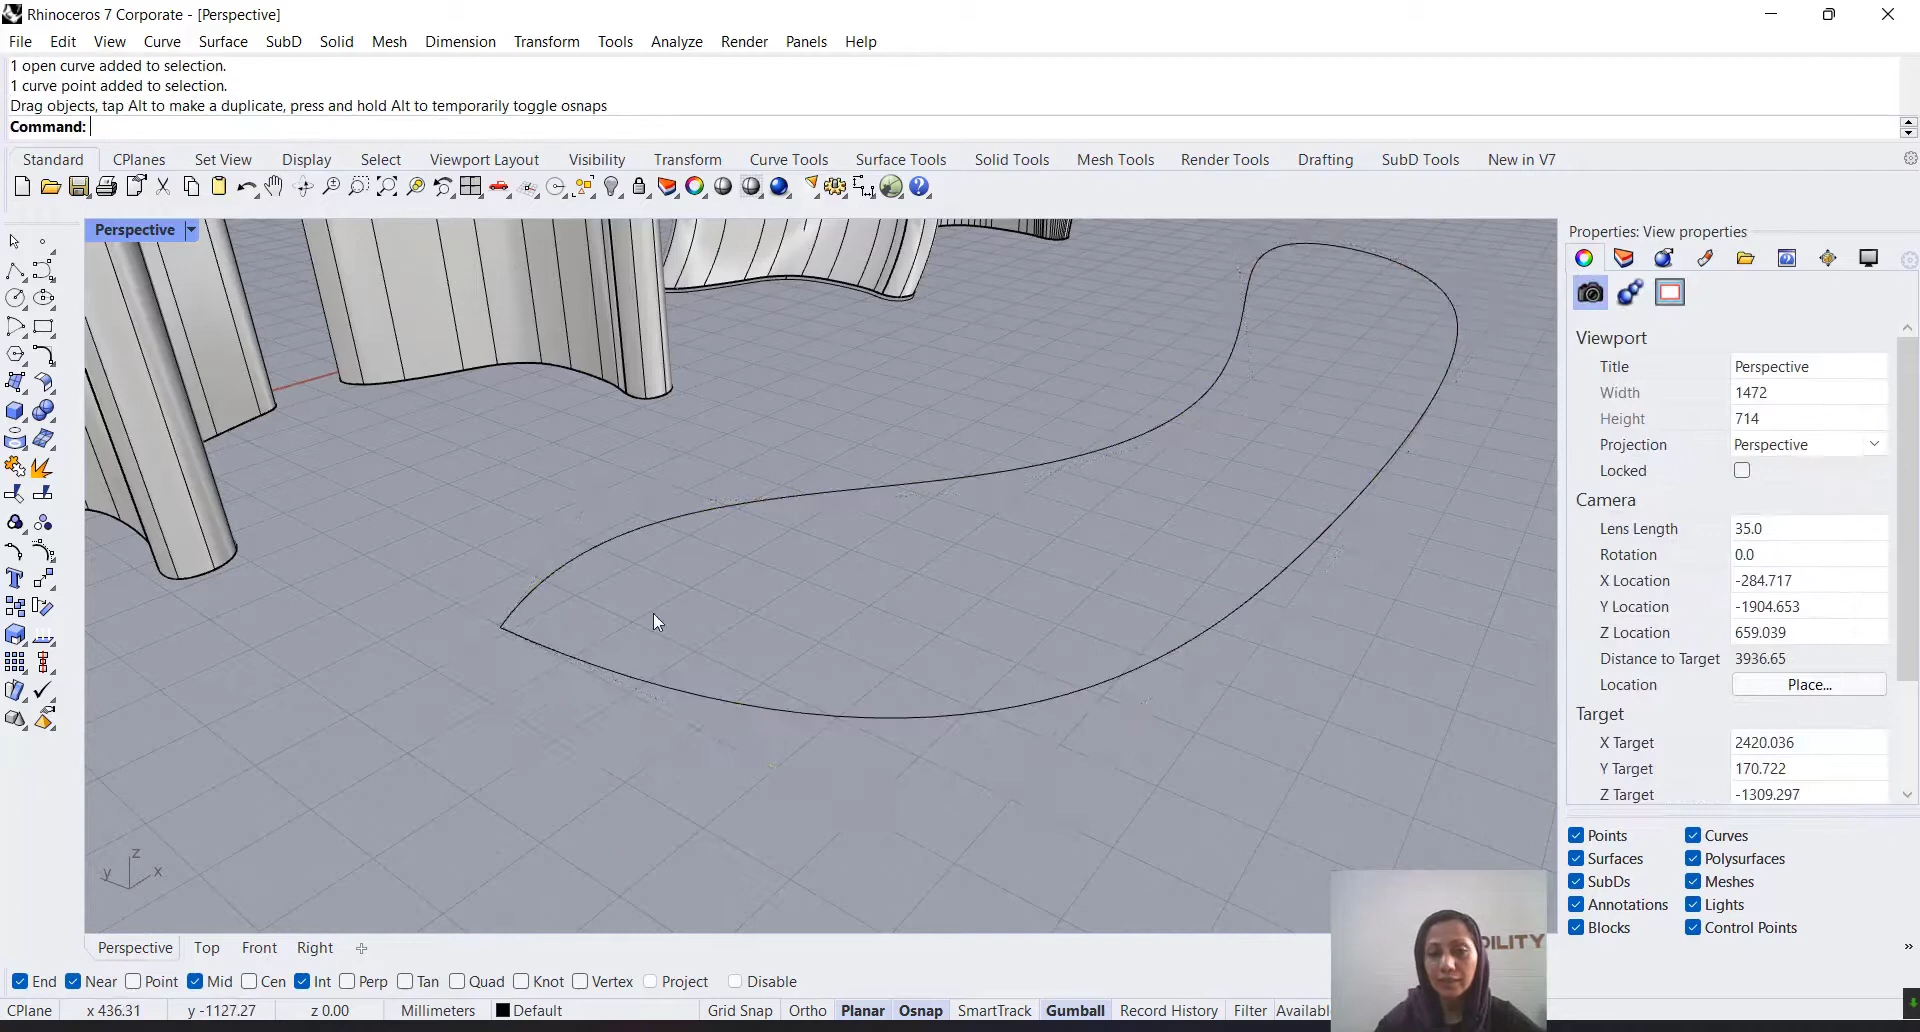 Rhinoceros 7 Corporate - [Perspective]
File Edit View Curve Surface SubD Solid Mesh Dimension Transform Tools Analyze Render Panels Help
1 open curve added to selection.
1 curve point added to selection.
Drag objects, tap Alt to make a duplicate, press and hold Alt to temporarily toggle osnaps
Command:
Standard CPlanes Set View Display Select Viewport Layout Visibility Transform Curve Tools Surface Tools Solid Tools Mesh Tools Render Tools Drafting SubD Tools New in V7
Perspective
Properties: View properties
Viewport
Title Perspective
Width 1472
Height 714
Projection Perspective
Locked
Camera
Lens Length 35.0
Rotation 0.0
X Location -284.717
Y Location -1904.653
Z Location 659.039
Distance to Target 3936.65
Location Place...
Target
X Target 2420.036
Y Target 170.722
Z Target -1309.297
Points Curves
Surfaces Polysurfaces
SubDs Meshes
Annotations Lights
Blocks Control Points
z
y x
Perspective Top Front Right
End Near Point Mid Cen Int Perp Tan Quad Knot Vertex Project Disable
CPlane x 436.31 y -1127.27 z 0.00 Millimeters Default Grid Snap Ortho Planar Osnap SmartTrack Gumball Record History Filter